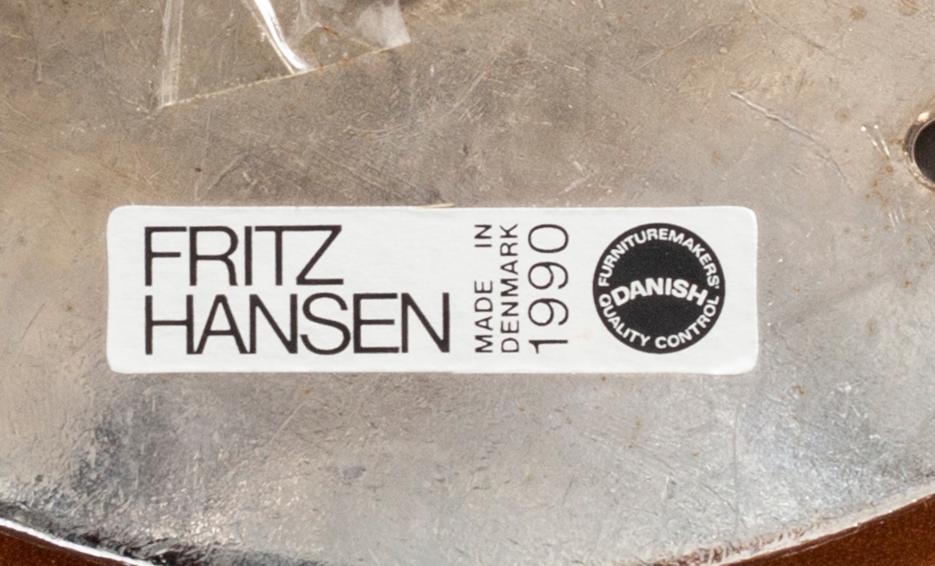 FRITZ
HANSEN
MADE IN
DENMARK
1990
FURNITUREMAKERS'
DANISH
QUALITY CONTROL